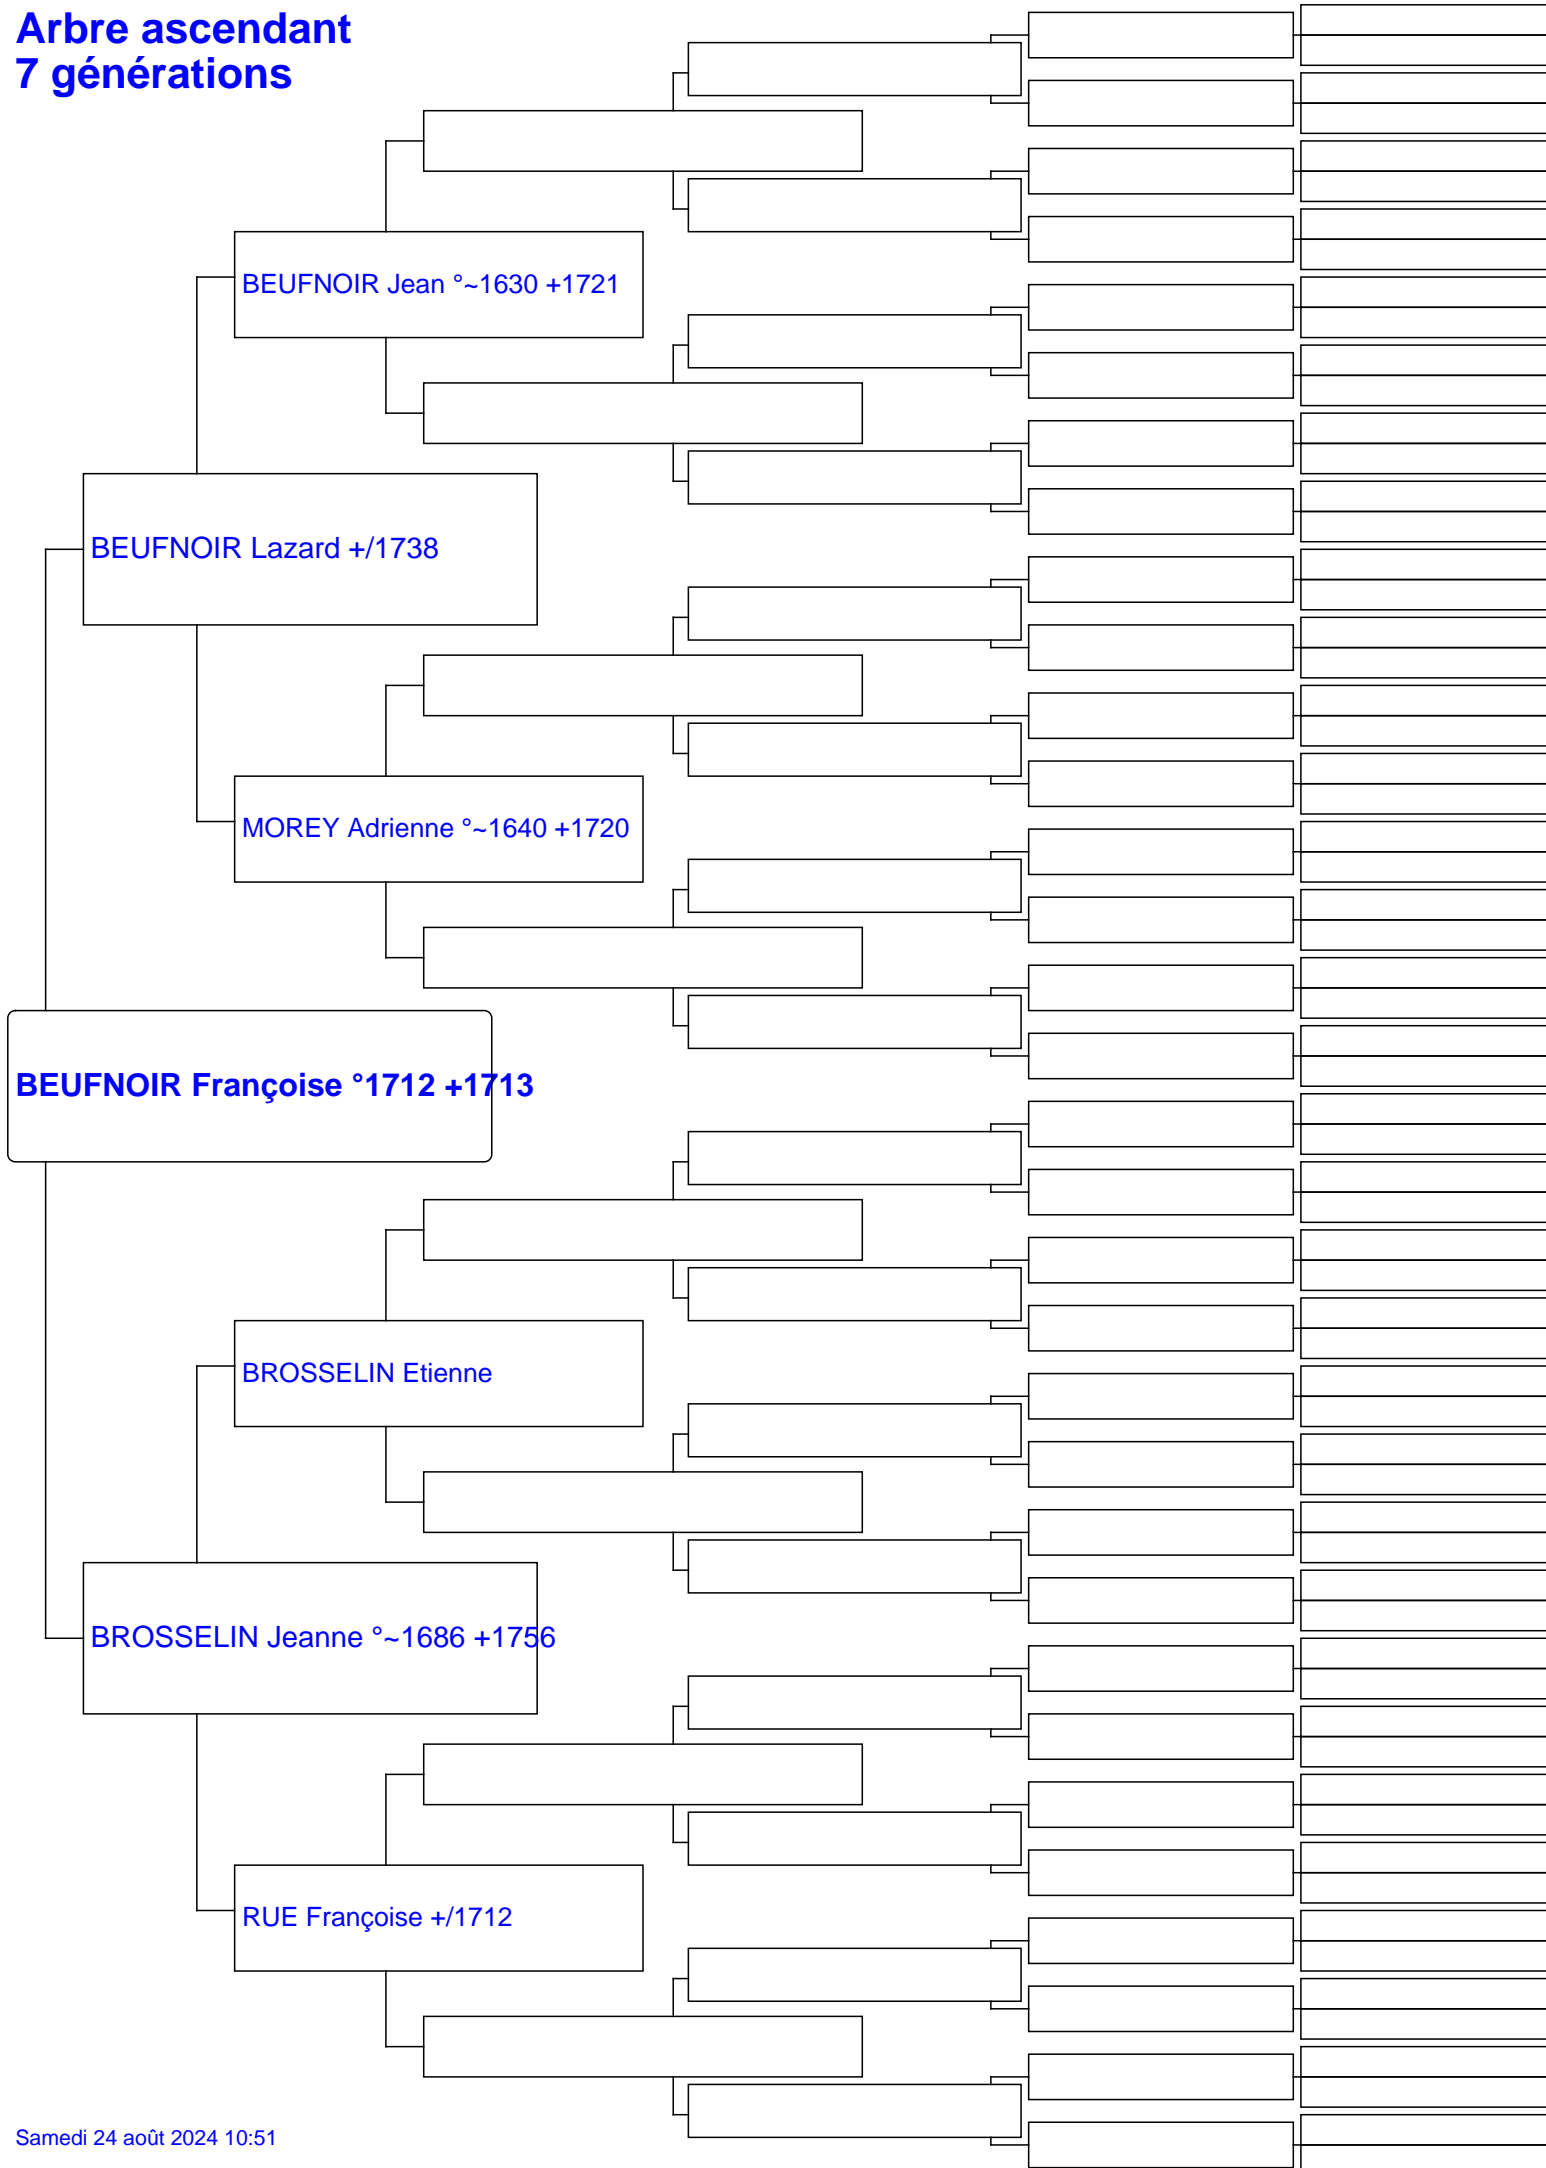 Arbre ascendant
7 générations
BEUFNOIR Jean °~1630 +1721
BEUFNOIR Lazard +/1738
MOREY Adrienne °~1640 +1720
BEUFNOIR Françoise °1712 +1713
BROSSELIN Etienne
BROSSELIN Jeanne °~1686 +1756
RUE Françoise +/1712
Samedi 24 août 2024 10:51